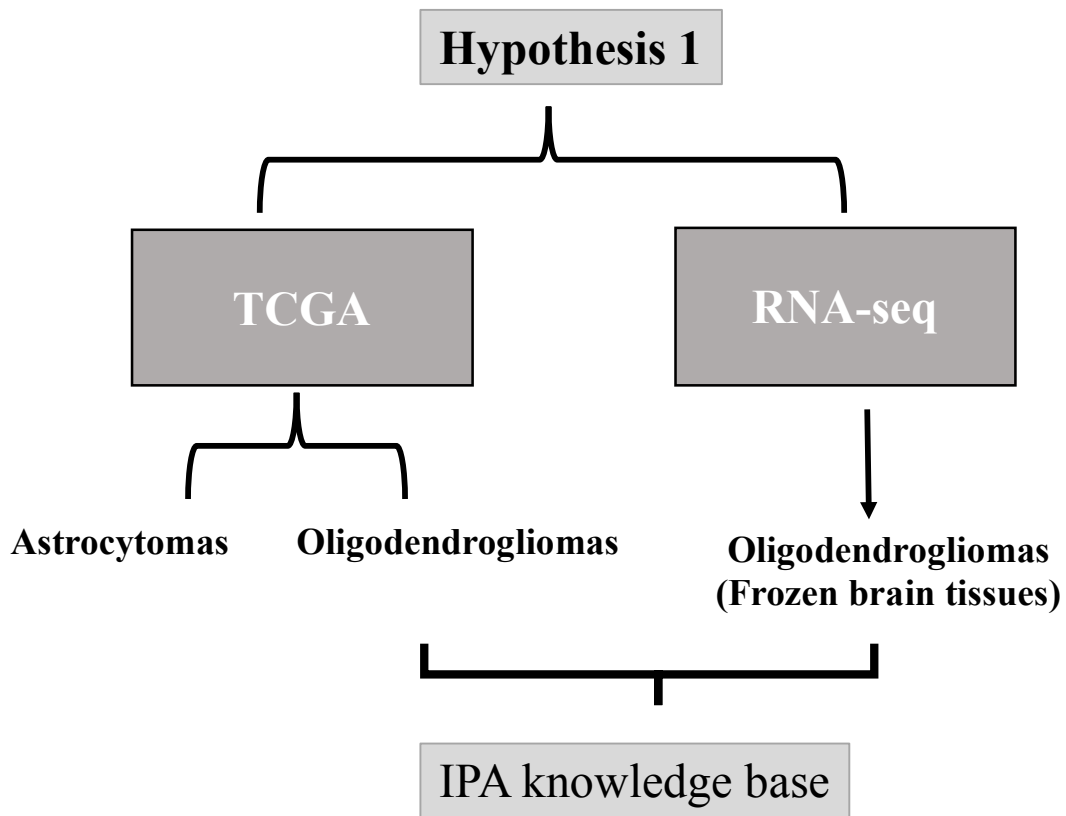 Hypothesis 1
TCGA
RNA-seq
Astrocytomas
Oligodendrogliomas
Oligodendrogliomas
(Frozen brain tissues)
IPA knowledge base